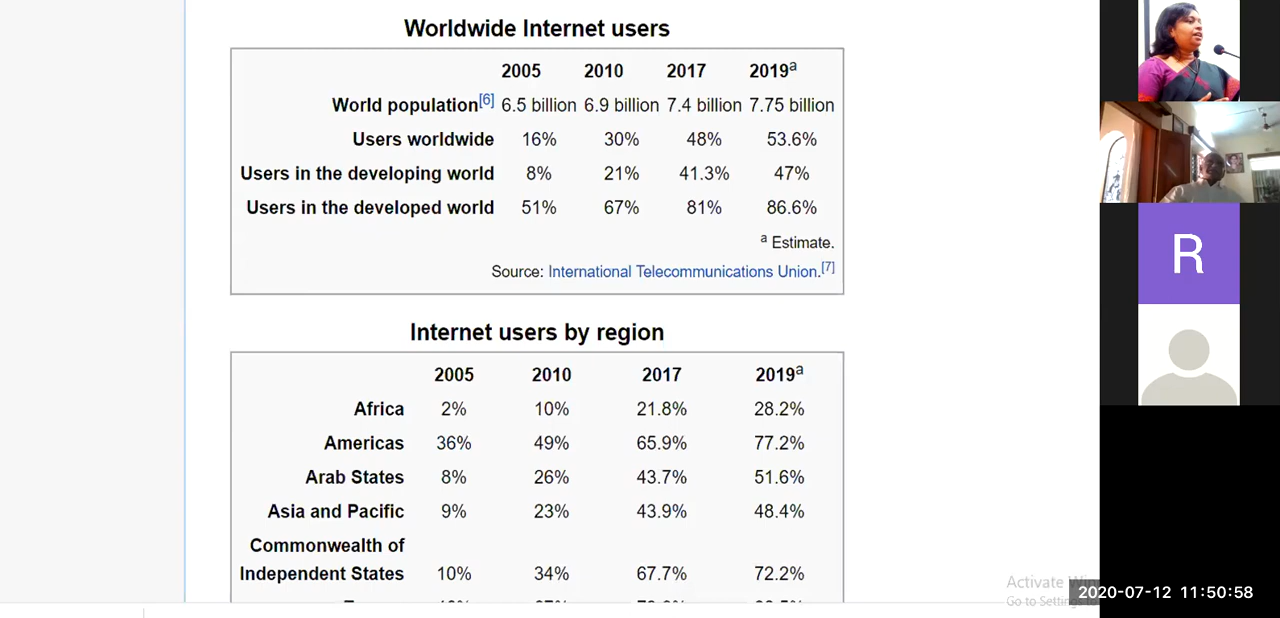 Worldwide Internet users
2005 2010 2017 2019a
World population[6] 6.5 billion 6.9 billion 7.4 billion 7.75 billion
Users worldwide 16% 30% 48% 53.6%
Users in the developing world 8% 21% 41.3% 47%
Users in the developed world 51% 67% 81% 86.6%
a Estimate.
Source: International Telecommunications Union.[7]
Internet users by region
2005 2010 2017 2019a
Africa 2% 10% 21.8% 28.2%
Americas 36% 49% 65.9% 77.2%
Arab States 8% 26% 43.7% 51.6%
Asia and Pacific 9% 23% 43.9% 48.4%
Commonwealth of
Independent States 10% 34% 67.7% 72.2%
R
Activate
Go to Settings
2020-07-12 11:50:58